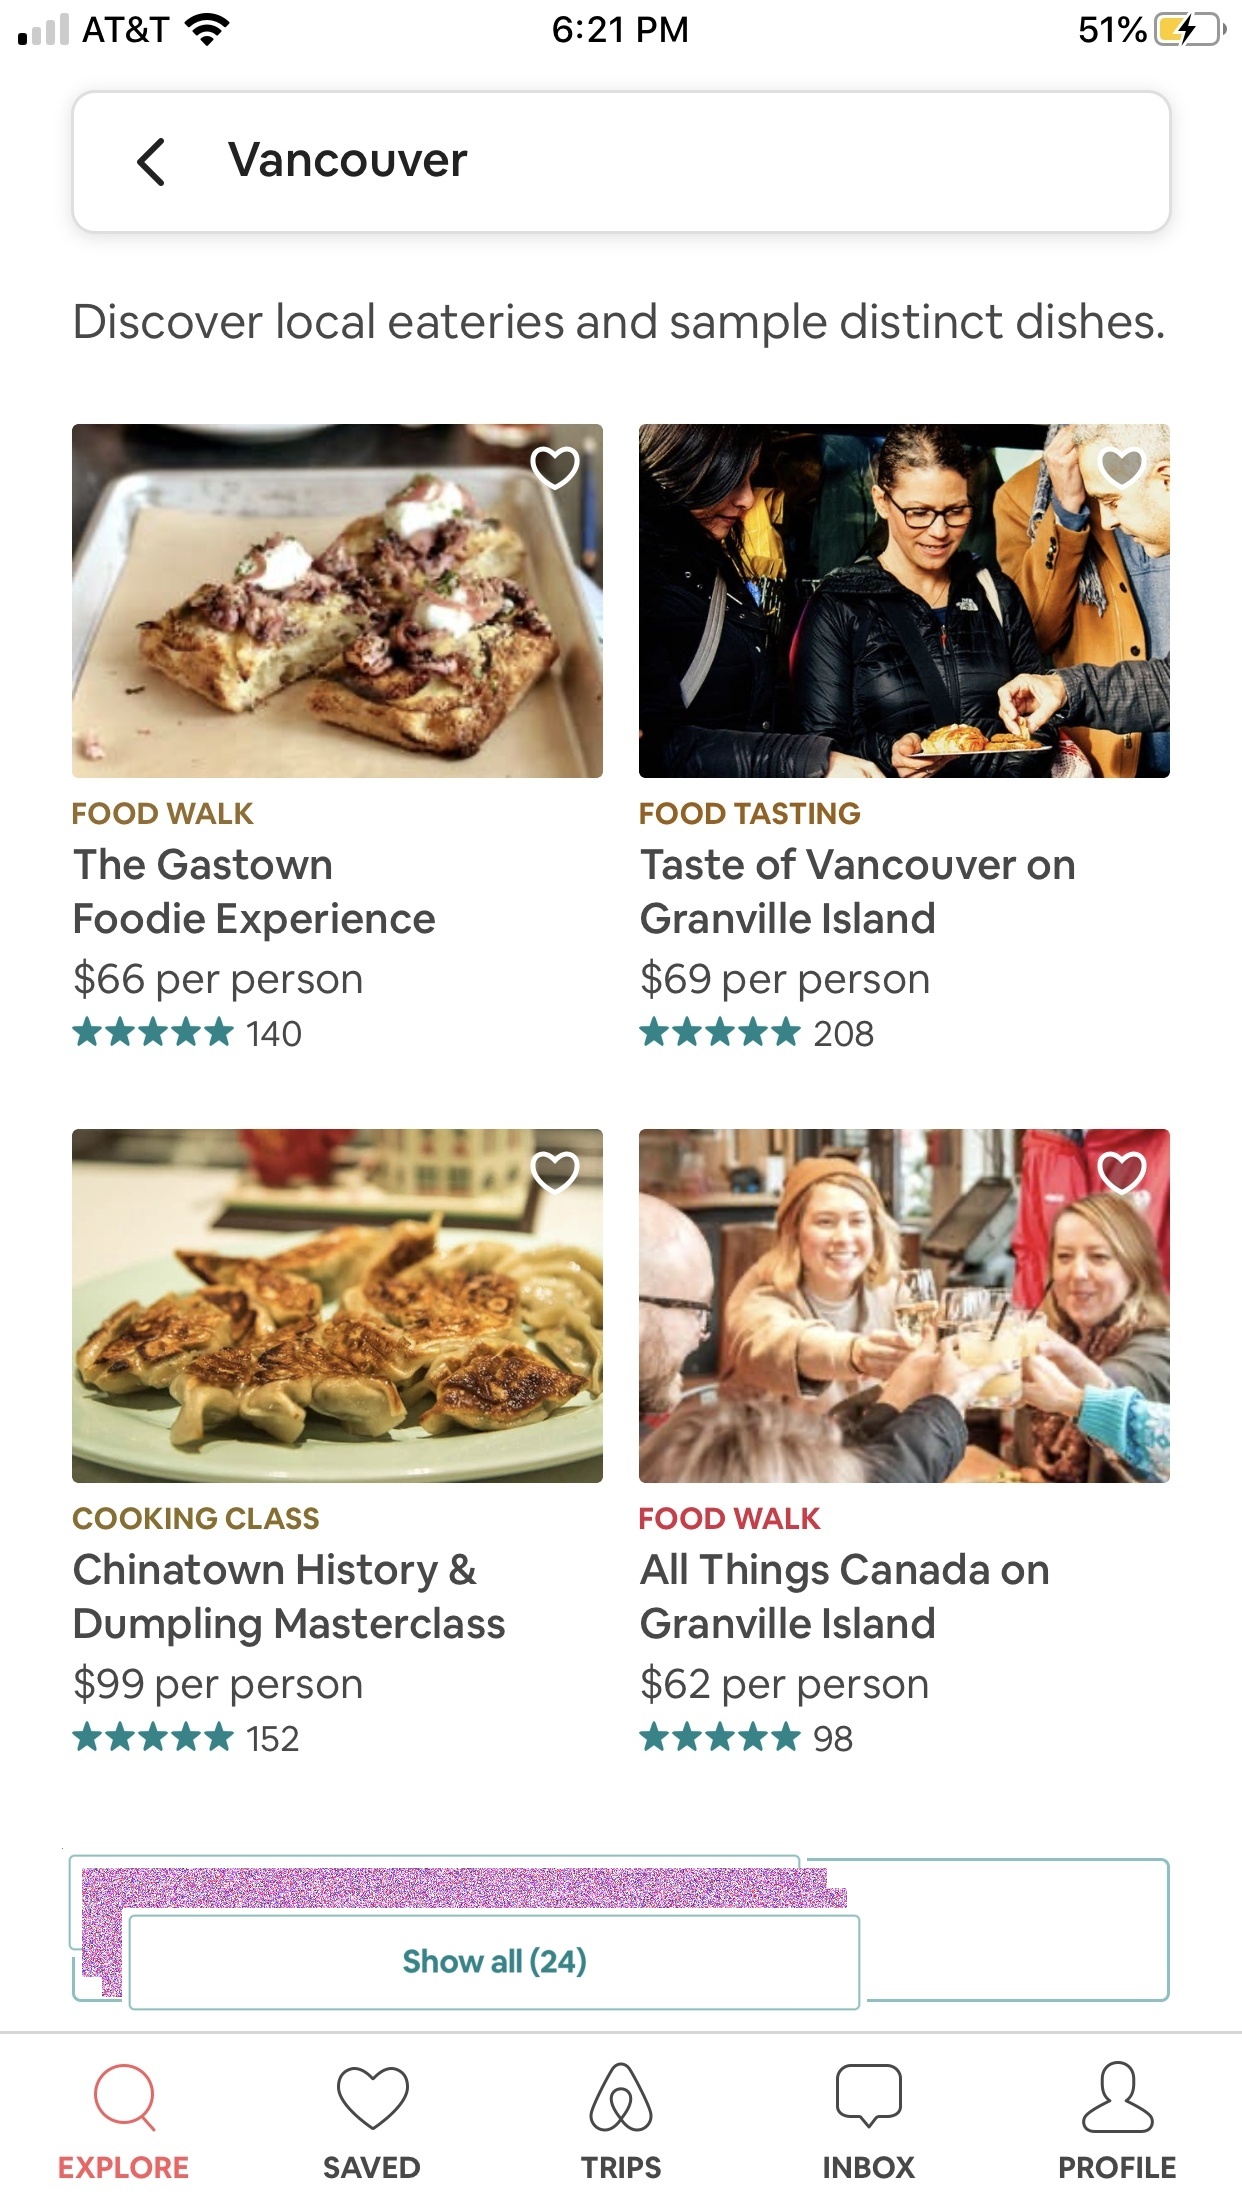 AT&T 6:21 PM 51%
Vancouver
Discover local eateries and sample distinct dishes.
FOOD WALK
The Gastown
Foodie Experience
$66 per person
140
FOOD TASTING
Taste of Vancouver on
Granville Island
$69 per person
208
COOKING CLASS
Chinatown History &
Dumpling Masterclass
$99 per person
152
FOOD WALK
All Things Canada on
Granville Island
$62 per person
98
Show all (24)
EXPLORE SAVED TRIPS INBOX PROFILE